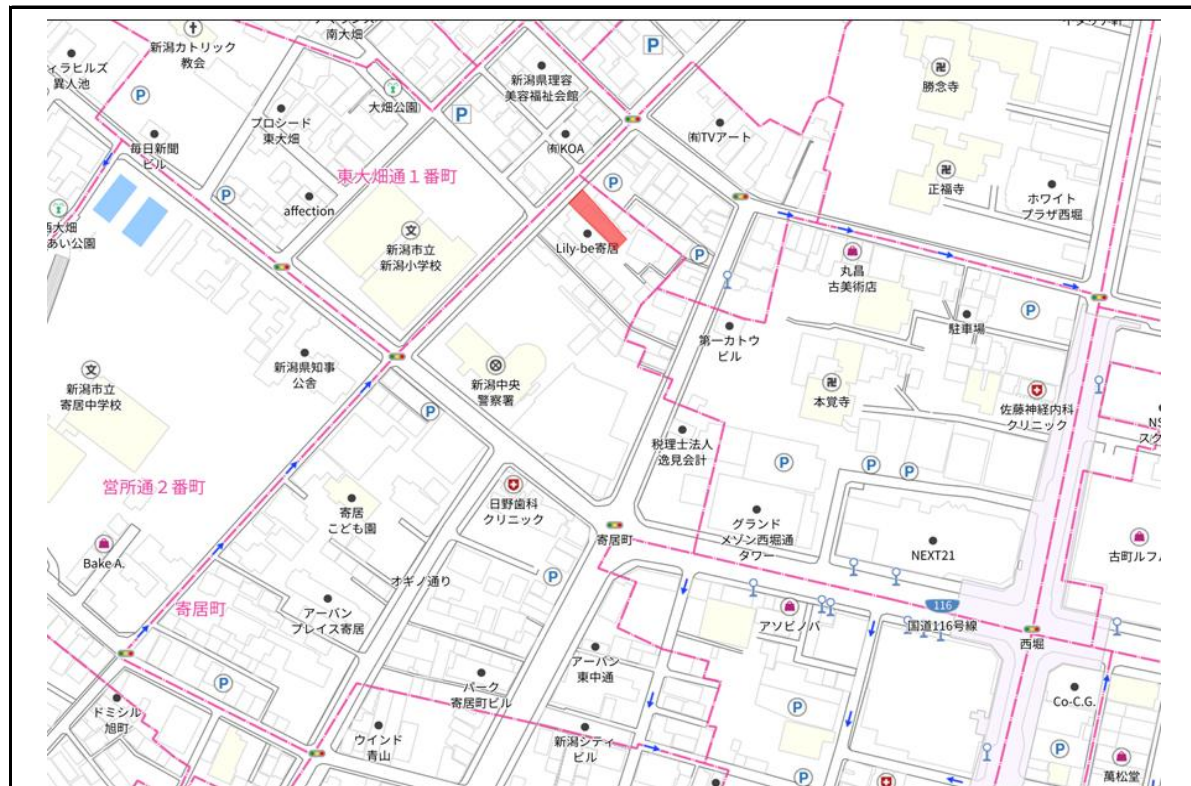 南大畑
新潟カトリック
教会
ィラヒルズ
異人池
P
大畑公園
新潟県理容
美容福祉会館
P
P
プロシード
東大畑
毎日新聞
ビル
㈲KOA
㈲TVアート
勝念寺
正福寺
ホワイト
プラザ西堀
東大畑通1番町
P
affection
P
西大畑
あい公園
文
新潟市立
新潟小学校
Lily-be寄居
P
丸昌
古美術店
駐車場
P
第一カトウ
ビル
新潟県知事
公舎
新潟中央
警察署
文
新潟市立
寄居中学校
P
本覚寺
佐藤神経内科
クリニック
NS
スク
税理士法人
逸見会計
P
P
P
営所通2番町
寄居
こども園
日野歯科
クリニック
グランド
メゾン西堀通
タワー
寄居町
NEXT21
古町ルフル
Bake A.
オギノ通り
P
寄居町
アーバン
プレイス寄居
アソビノバ
116
国道116号線
西堀
アーバン
東中通
P
パーク
寄居町ビル
Co-C.G.
ドミシル
旭町
ウインド
青山
新潟シティ
ビル
P
P
P
萬松堂